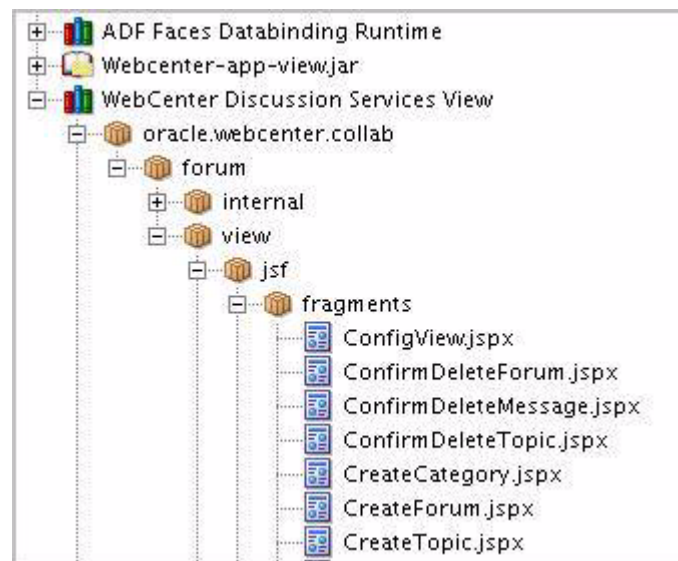 ADF Faces Databinding Runtime
Webcenter-app-view.jar
WebCenter Discussion Services View
oracle.webcenter.collab
forum
internal
view
jsf
fragments
ConfigView.jspx
ConfirmDeleteForum.jspx
ConfirmDeleteMessage.jspx
ConfirmDeleteTopic.jspx
CreateCategory.jspx
CreateForum.jspx
CreateTopic.jspx